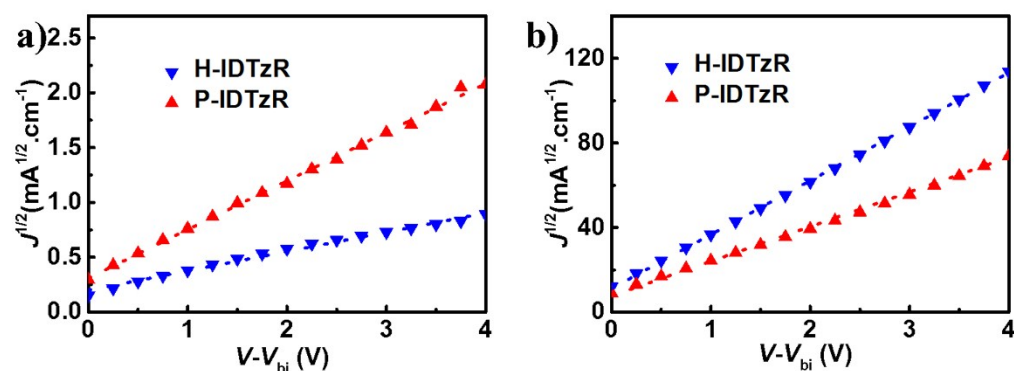 a)
J1/2(mA1/2.cm-1)
2.5
2.0
1.5
1.0
0.5
0.0
H-IDTzR
P-IDTzR
0 1 2 3 4
V-Vbi (V)
b)
J1/2(mA1/2.cm-1)
120
80
40
0
H-IDTzR
P-IDTzR
0 1 2 3 4
V-Vbi (V)